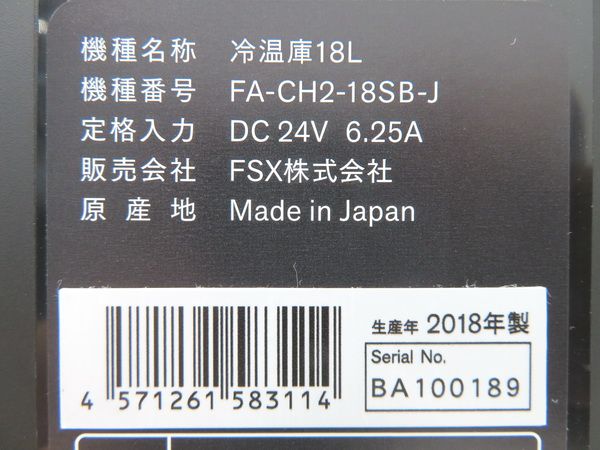 機種名称 冷温庫18L
機種番号 FA-CH2-18SB-J
定格入力 DC 24V 6.25A
販売会社 FSX株式会社
原産地 Made in Japan
生産年 2018年製
Serial No.
BA100189
4 571261 583114